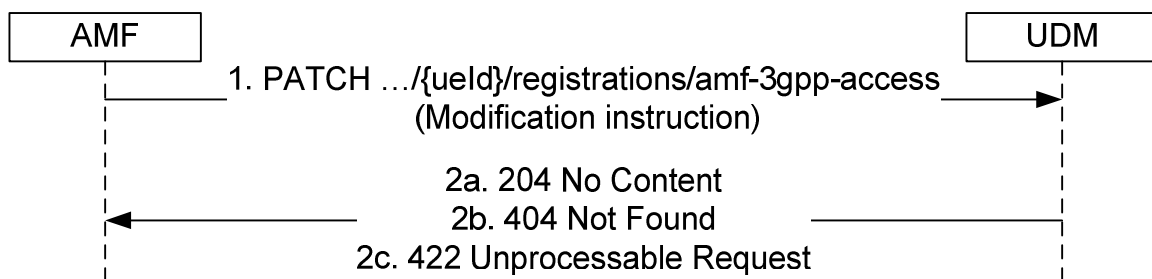 AMF
UDM
1. PATCH …/{ueId}/registrations/amf-3gpp-access
(Modification instruction)
2a. 204 No Content
2b. 404 Not Found
2c. 422 Unprocessable Request